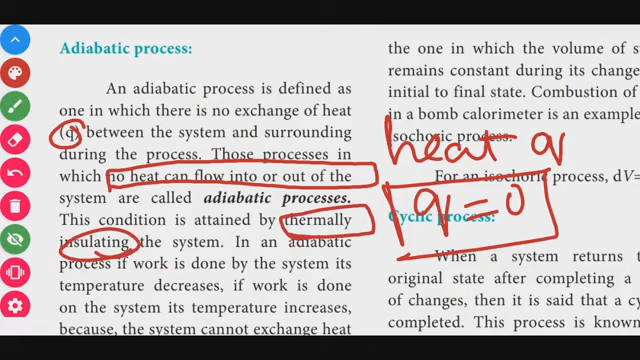 Adiabatic process:
An adiabatic process is defined as
one in which there is no exchange of heat
(q) between the system and surrounding
during the process. Those processes in
which no heat can flow into or out of the
system are called adiabatic processes.
This condition is attained by thermally
insulating the system. In an adiabatic
process if work is done by the system its
temperature decreases, if work is done
on the system its temperature increases,
because, the system cannot exchange heat
the one in which the volume of
remains constant during its change
initial to final state. Combustion of
in a bomb calorimeter is an example
isochoric process.
heat q
For an isochoric process, dV=
q=0
Cyclic process:
When a system returns t
original state after completing a
of changes, then it is said that a cy
completed. This process is known